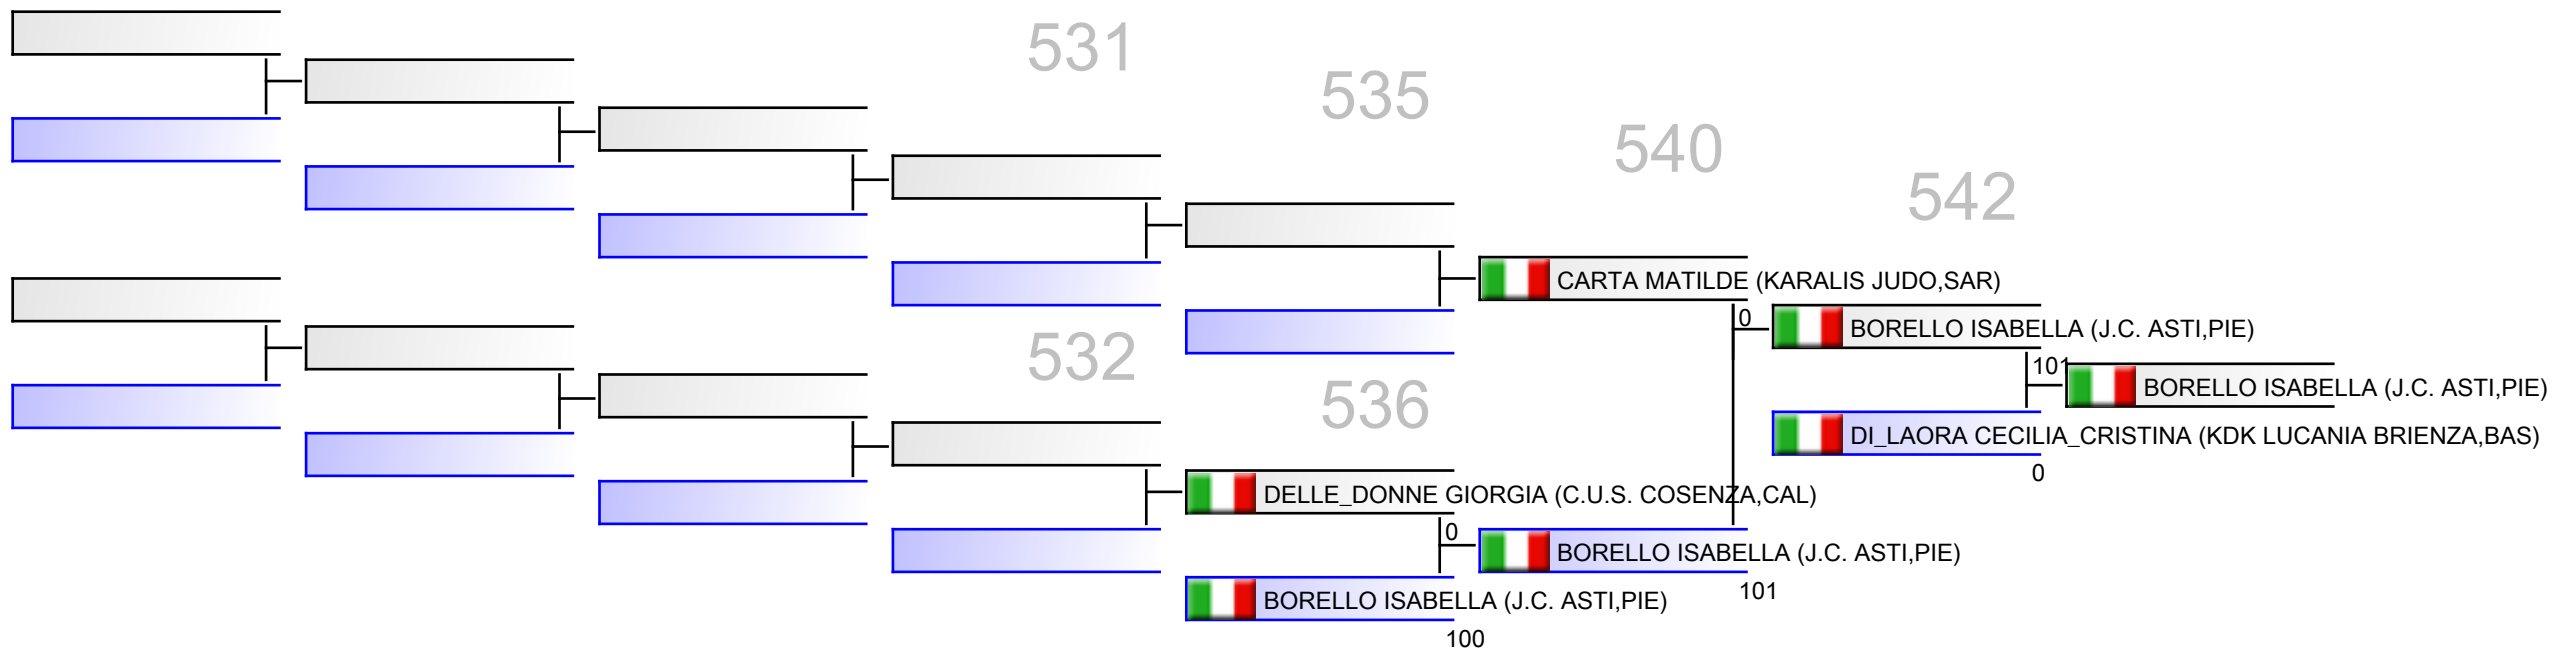 531
535
540
542
CARTA MATILDE (KARALIS JUDO,SAR)
0
BORELLO ISABELLA (J.C. ASTI,PIE)
532
101
BORELLO ISABELLA (J.C. ASTI,PIE)
536
DI_LAORA CECILIA_CRISTINA (KDK LUCANIA BRIENZA,BAS)
0
DELLE_DONNE GIORGIA (C.U.S. COSENZA,CAL)
0
BORELLO ISABELLA (J.C. ASTI,PIE)
101
BORELLO ISABELLA (J.C. ASTI,PIE)
100